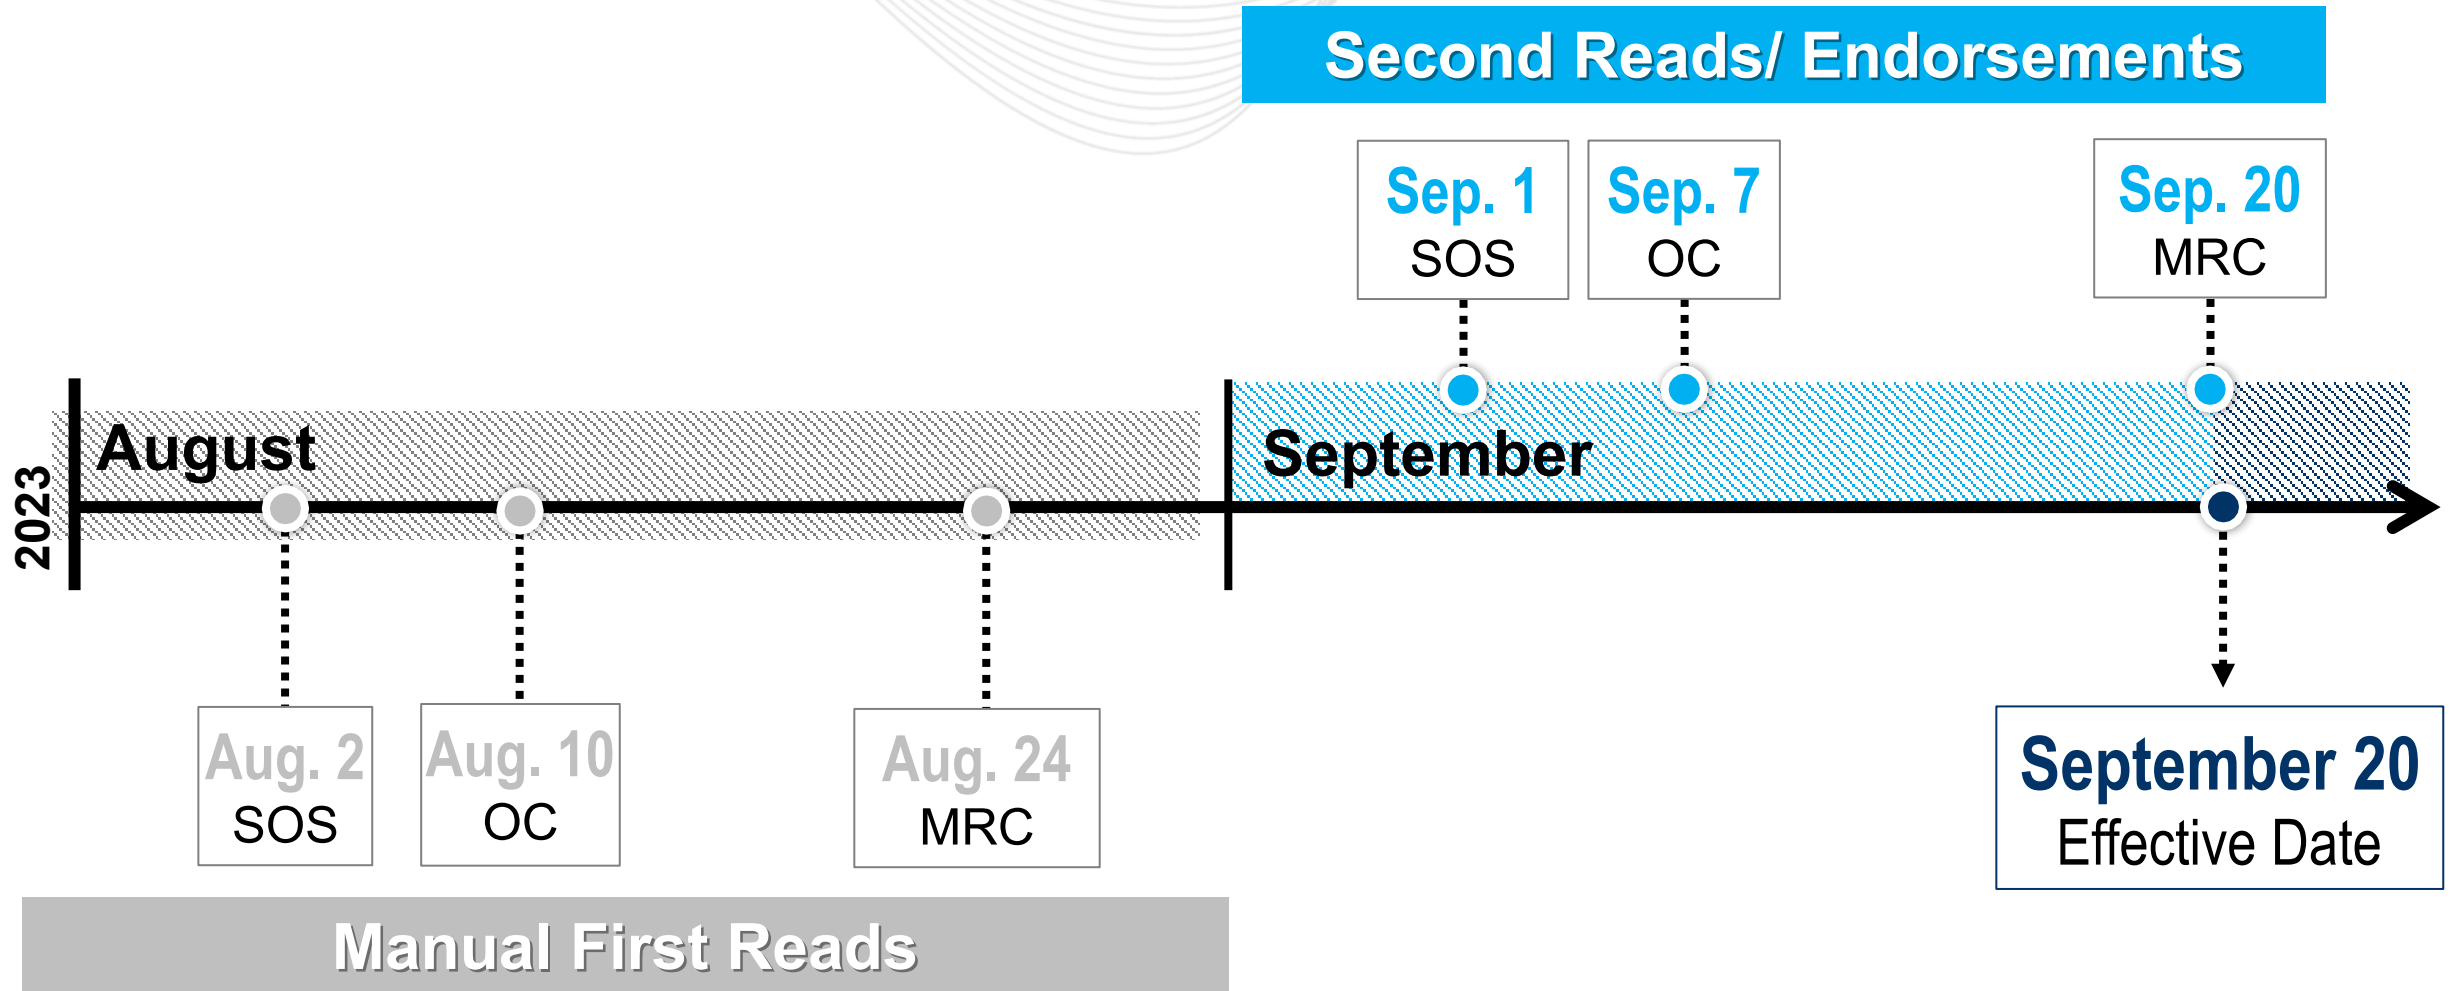 Second Reads/ Endorsements
Sep. 1
SOS
Sep. 7
OC
Sep. 20
MRC
2023
August
September
Aug. 2
SOS
Aug. 10
OC
Aug. 24
MRC
September 20
Effective Date
Manual First Reads